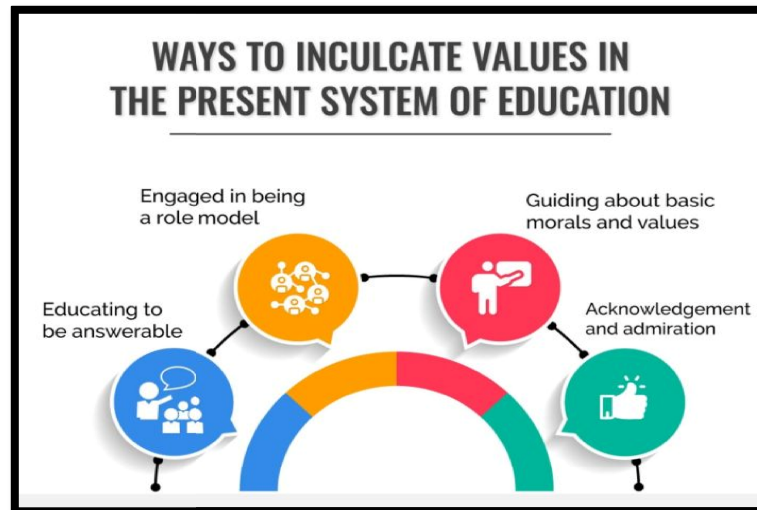 WAYS TO INCULCATE VALUES IN
THE PRESENT SYSTEM OF EDUCATION
Engaged in being
a role model
Guiding about basic
morals and values
Educating to
be answerable
Acknowledgement
and admiration